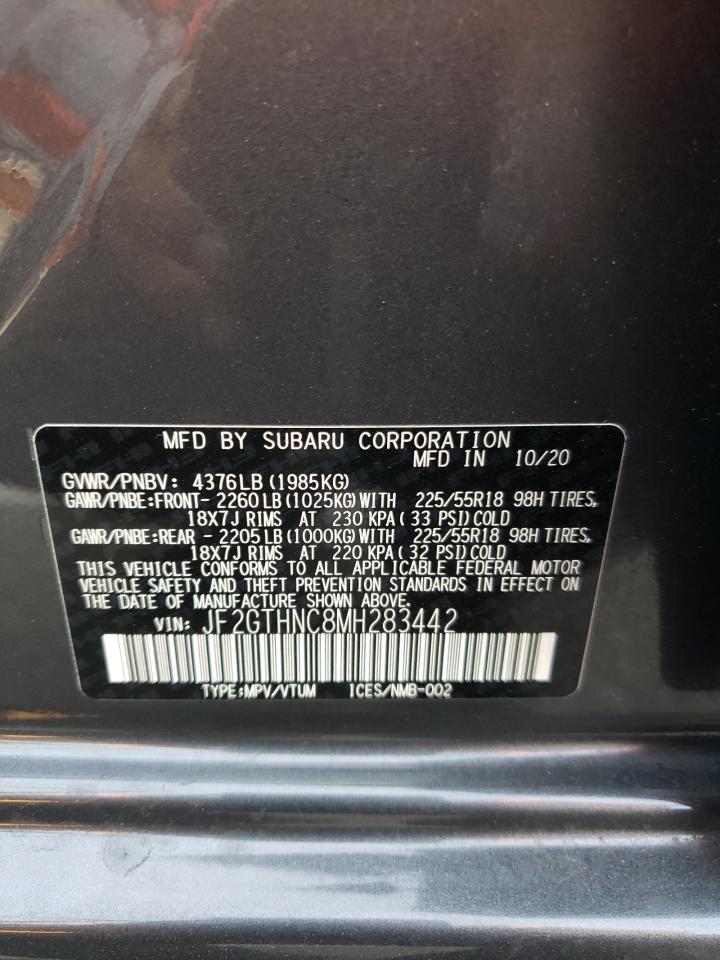 MFD BY SUBARU CORPORATION
MFD IN 10/20
GVWR/PNBV: 4376LB (1985KG)
GAWR/PNBE:FRONT- 2260LB (1025KG) WITH 225/55R18 98H TIRES,
18X7J RIMS AT 230 KPA ( 33 PSI) COLD
GAWR/PNBE:REAR - 2205LB (1000KG) WITH 225/55R18 98H TIRES,
18X7J RIMS AT 220 KPA ( 32 PSI) COLD
THIS VEHICLE CONFORMS TO ALL APPLICABLE FEDERAL MOTOR
VEHICLE SAFETY AND THEFT PREVENTION STANDARDS IN EFFECT ON
THE DATE OF MANUFACTURE SHOWN ABOVE.
VIN: JF2GTHNC8MH283442
TYPE:MPV/VTUM ICES/NMB-002